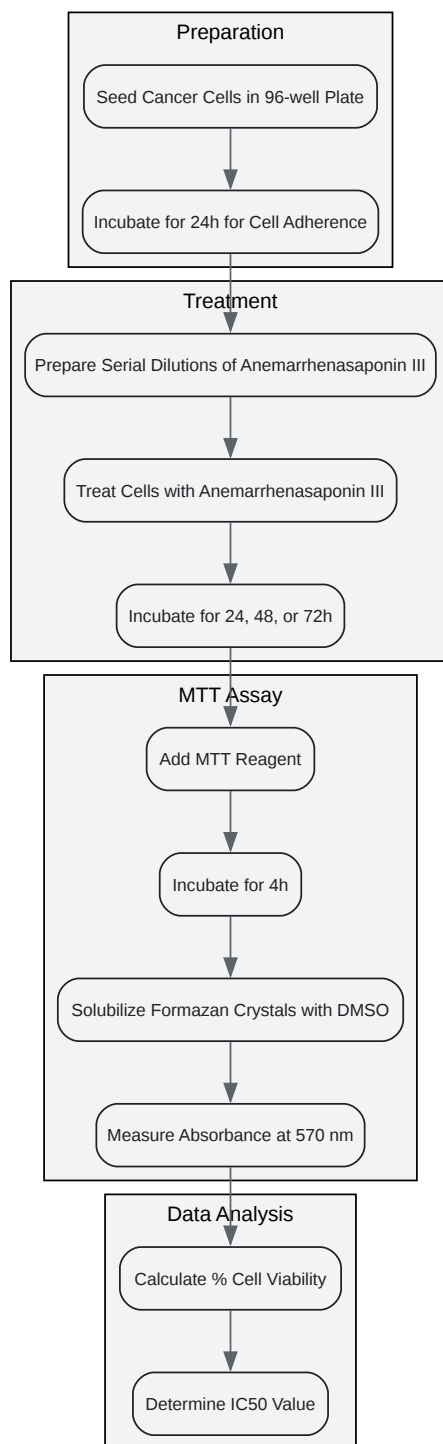 Preparation
Seed Cancer Cells in 96-well Plate
Incubate for 24h for Cell Adherence
Treatment
Prepare Serial Dilutions of Anemarrhenasaponin III
Treat Cells with Anemarrhenasaponin III
Incubate for 24, 48, or 72h
MTT Assay
Add MTT Reagent
Incubate for 4h
Solubilize Formazan Crystals with DMSO
Measure Absorbance at 570 nm
Data Analysis
Calculate % Cell Viability
Determine IC50 Value